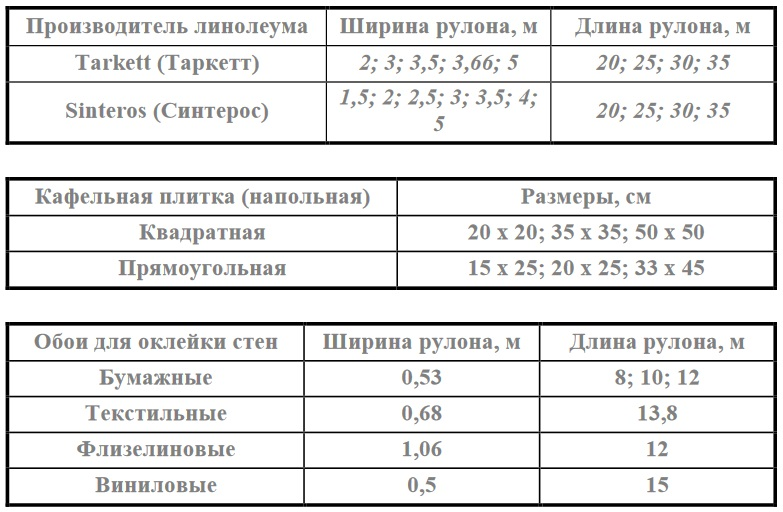 Производитель линолеума Ширина рулона, м Длина рулона, м
Tarkett (Таркетт) 2; 3; 3,5; 3,66; 5 20; 25; 30; 35
Sinteros (Синтерос) 1,5; 2; 2,5; 3; 3,5; 4; 5 20; 25; 30; 35
Кафельная плитка (напольная) Размеры, см
Квадратная 20 х 20; 35 х 35; 50 х 50
Прямоугольная 15 х 25; 20 х 25; 33 х 45
Обои для оклейки стен Ширина рулона, м Длина рулона, м
Бумажные 0,53 8; 10; 12
Текстильные 0,68 13,8
Флизелиновые 1,06 12
Виниловые 0,5 15